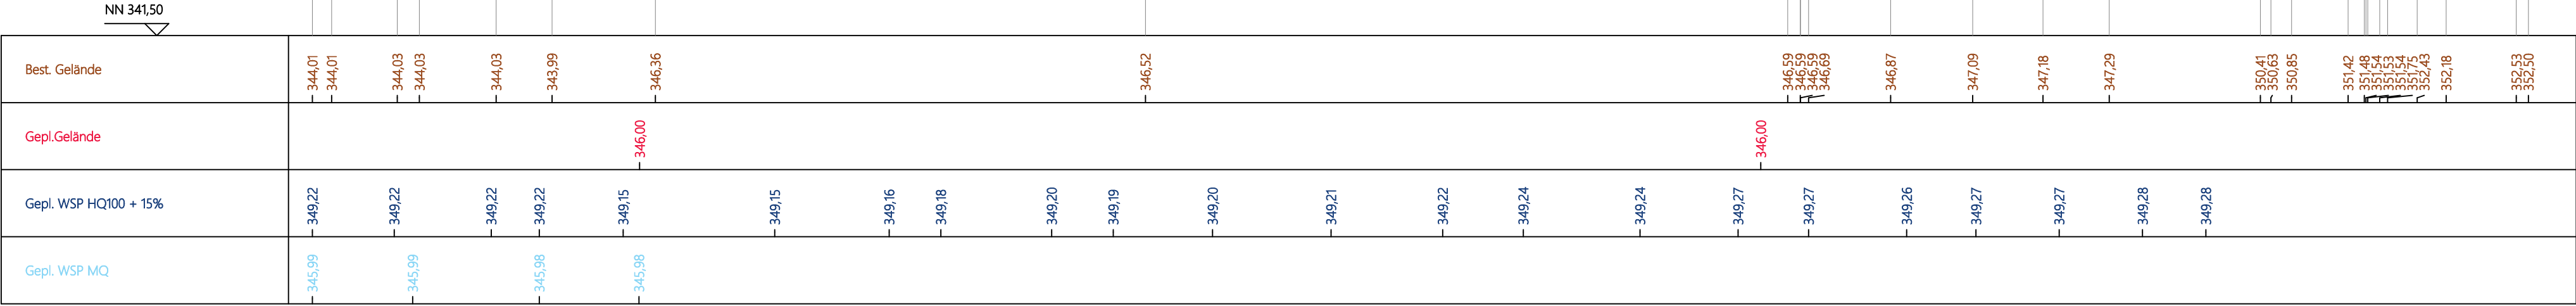 NN 341,50
Best. Gelände 344,01 344,01 344,03 344,03 344,03 343,99 346,36 346,52 346,59 346,59 346,59 346,69 346,87 347,09 347,18 347,29 350,41 350,63 350,85 351,42 351,48 351,54 351,53 351,54 351,75 352,43 352,18 352,53 352,50
Gepl.Gelände 346,00 346,00
Gepl. WSP HQ100 + 15% 349,22 349,22 349,22 349,22 349,15 349,15 349,16 349,18 349,20 349,19 349,20 349,21 349,22 349,24 349,24 349,27 349,27 349,26 349,27 349,27 349,28 349,28
Gepl. WSP MQ 345,99 345,99 345,98 345,98